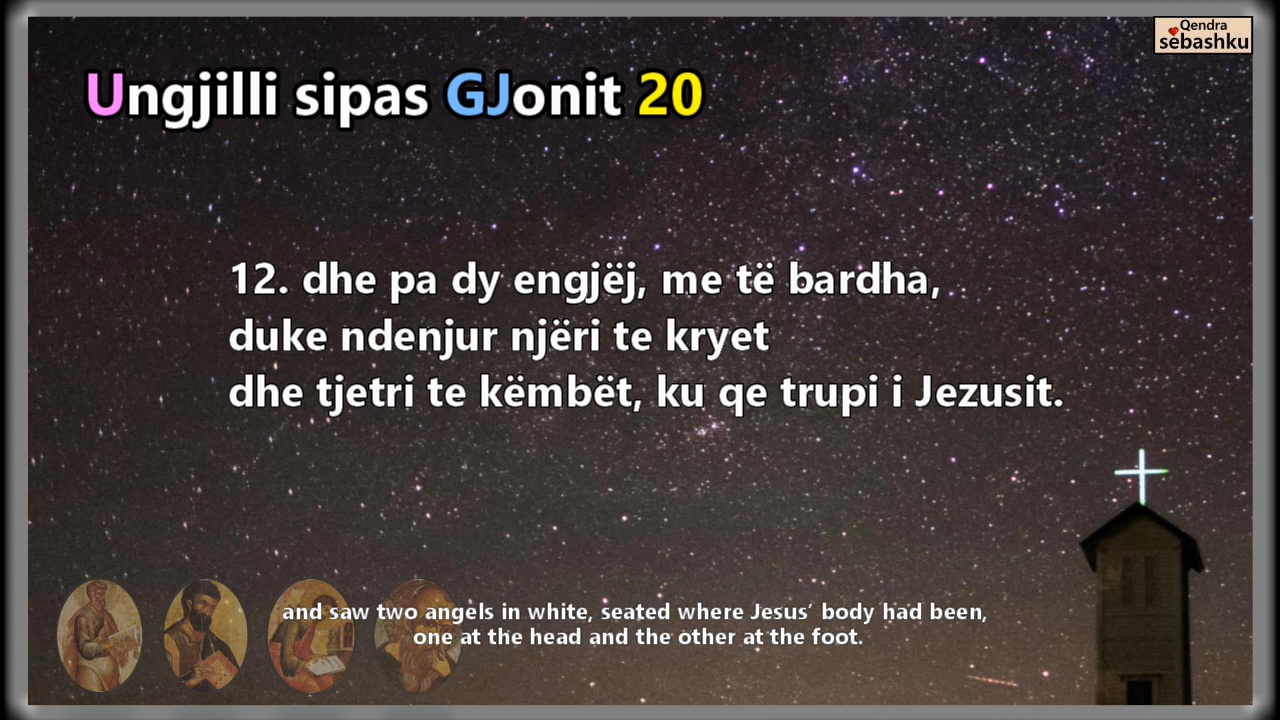 Qendra
sëbashku
Ungjilli sipas GJonit 20
12. dhe pa dy engjëj, me të bardha,
duke ndenjur njëri te kryet
dhe tjetri te këmbët, ku qe trupi i Jezusit.
and saw two angels in white, seated where Jesus’ body had been,
one at the head and the other at the foot.